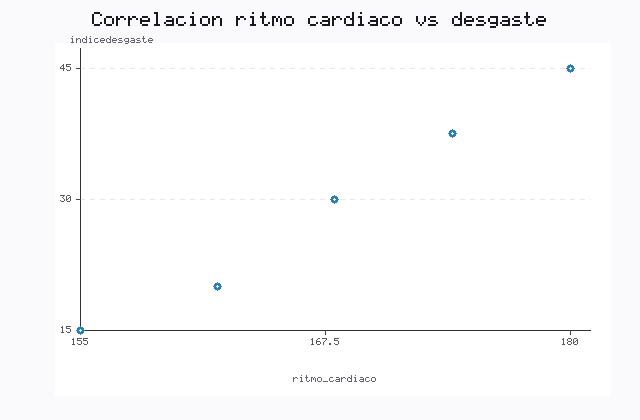 Correlacion ritmo cardiaco vs desgaste
indicedesgaste
45
30
15
155 167.5 180
ritmo_cardiaco